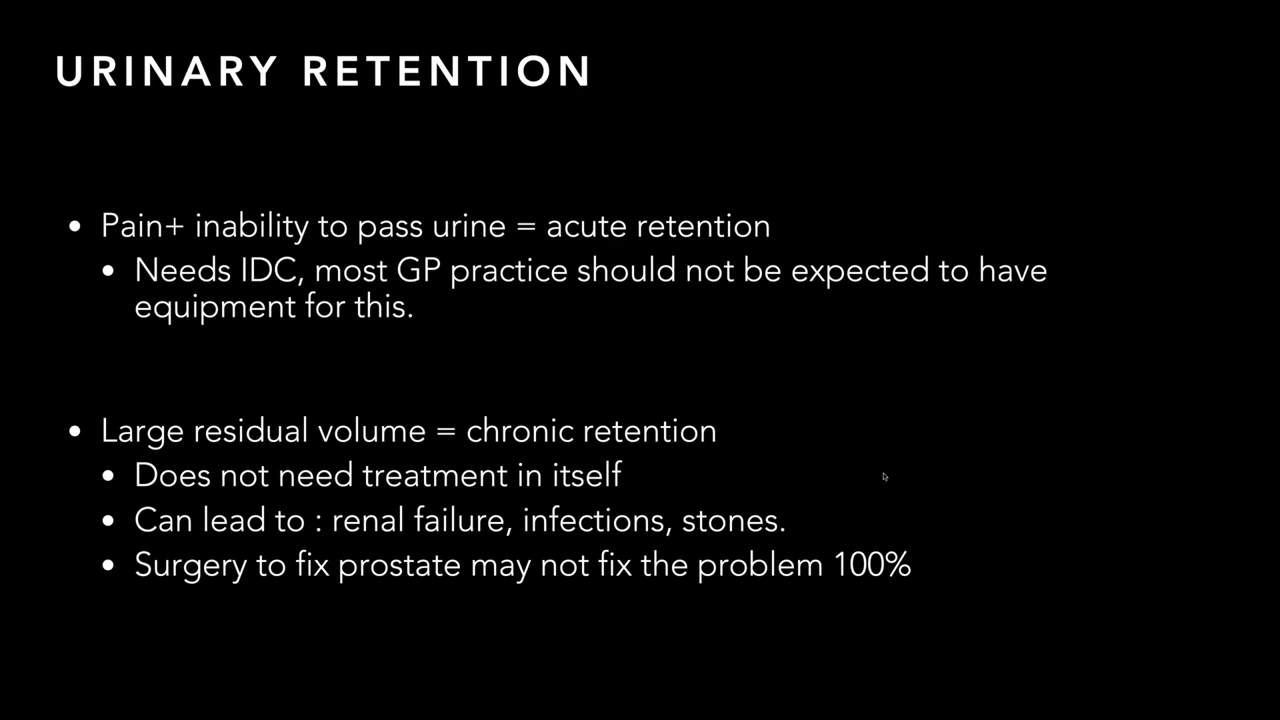 URINARY RETENTION
• Pain+ inability to pass urine = acute retention
• Needs IDC, most GP practice should not be expected to have
equipment for this.
• Large residual volume = chronic retention
• Does not need treatment in itself
• Can lead to : renal failure, infections, stones.
• Surgery to fix prostate may not fix the problem 100%